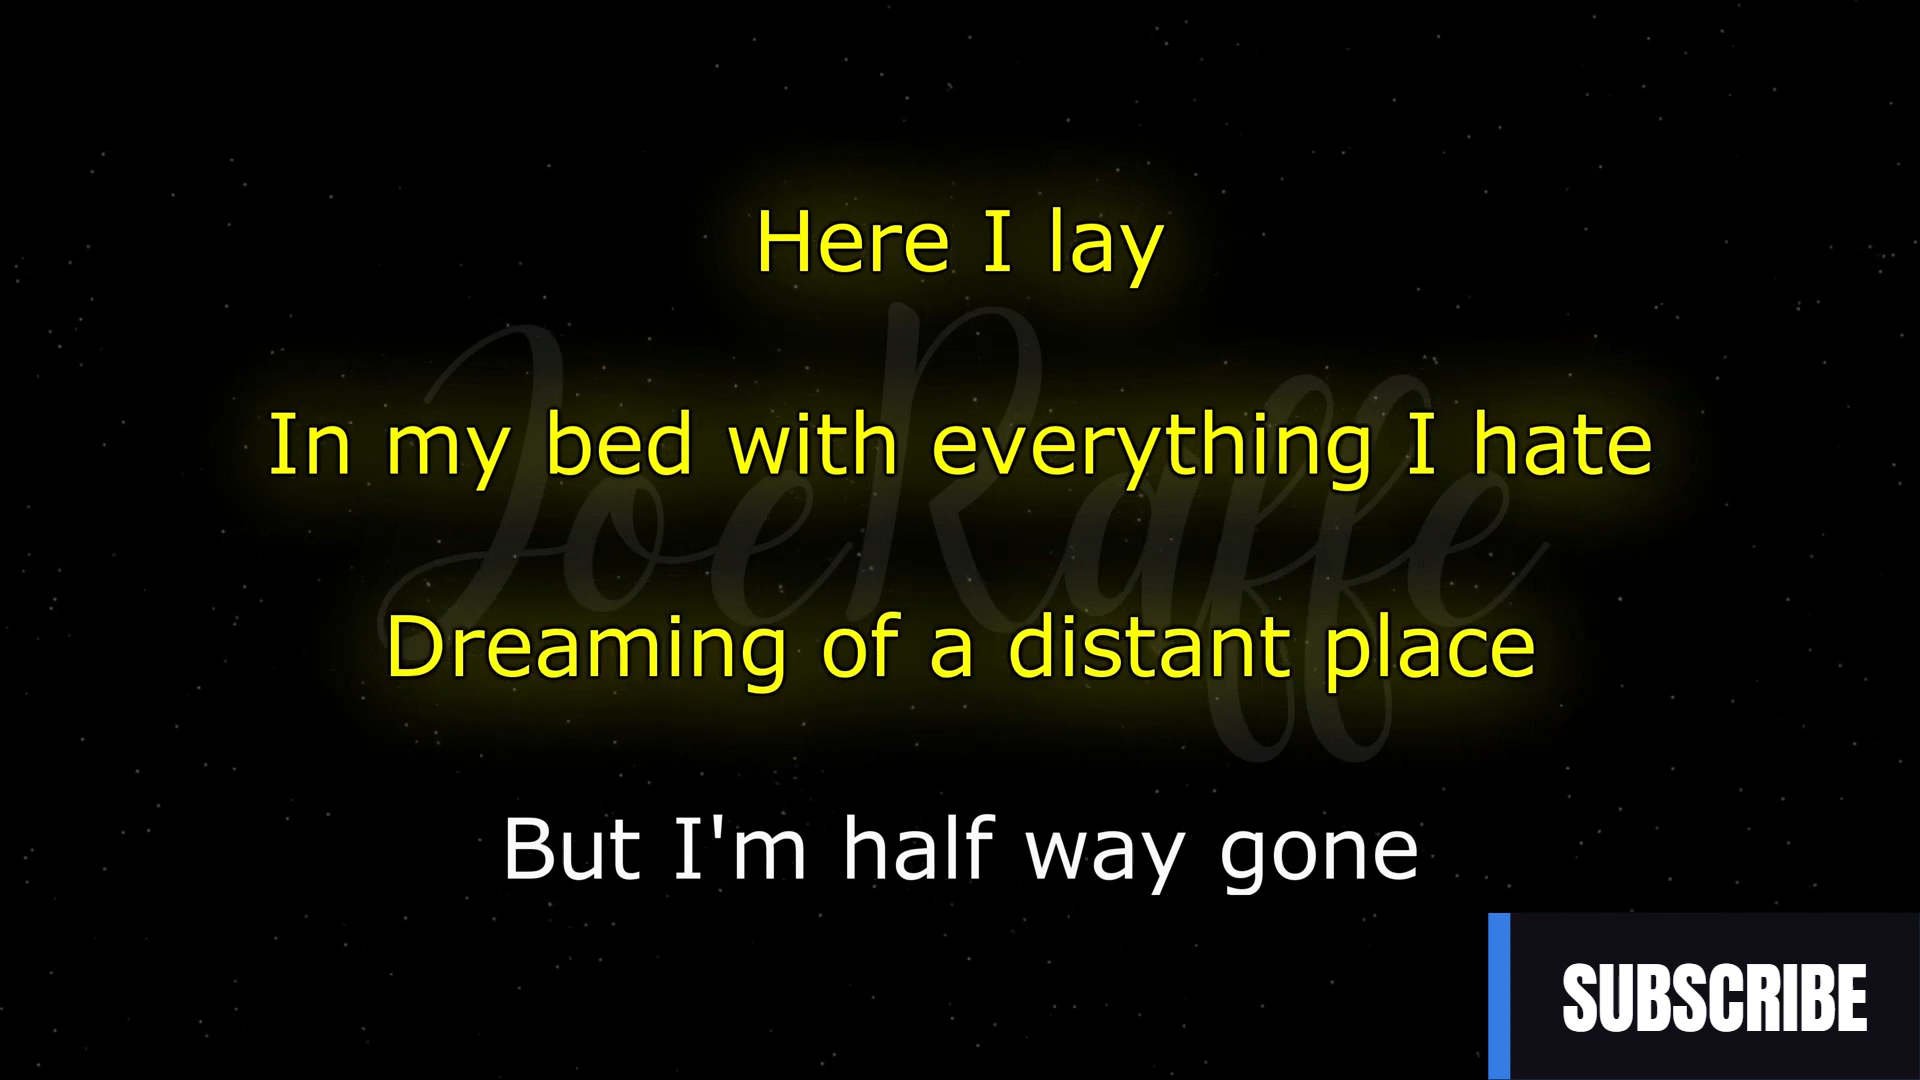 Here I lay
In my bed with everything I hate
JoeRaffe
Dreaming of a distant place
But I'm half way gone
SUBSCRIBE